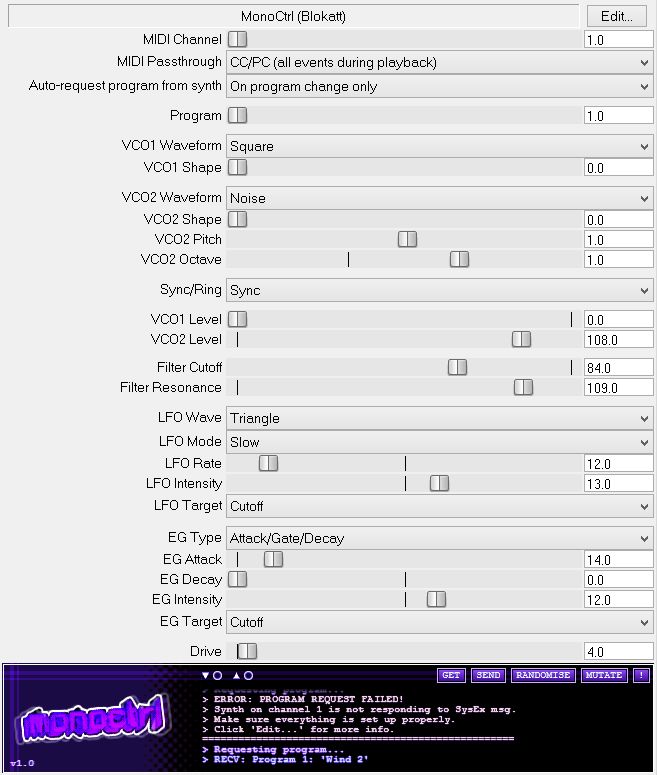 MonoCtrl (Blokatt) Edit...
MIDI Channel 1.0
MIDI Passthrough CC/PC (all events during playback)
Auto-request program from synth On program change only
Program 1.0
VCO1 Waveform Square
VCO1 Shape 0.0
VCO2 Waveform Noise
VCO2 Shape 0.0
VCO2 Pitch 1.0
VCO2 Octave 1.0
Sync/Ring Sync
VCO1 Level 0.0
VCO2 Level 108.0
Filter Cutoff 84.0
Filter Resonance 109.0
LFO Wave Triangle
LFO Mode Slow
LFO Rate 12.0
LFO Intensity 13.0
LFO Target Cutoff
EG Type Attack/Gate/Decay
EG Attack 14.0
EG Decay 0.0
EG Intensity 12.0
EG Target Cutoff
Drive 4.0
GET SEND RANDOMISE MUTATE !
> Requesting program...
> ERROR: PROGRAM REQUEST FAILED!
> Synth on channel 1 is not responding to SysEx msg.
> Make sure everything is set up properly.
> Click 'Edit...' for more info.
> Requesting program...
> RECV: Program 1: 'Wind 2'
monoctrl
v1.0